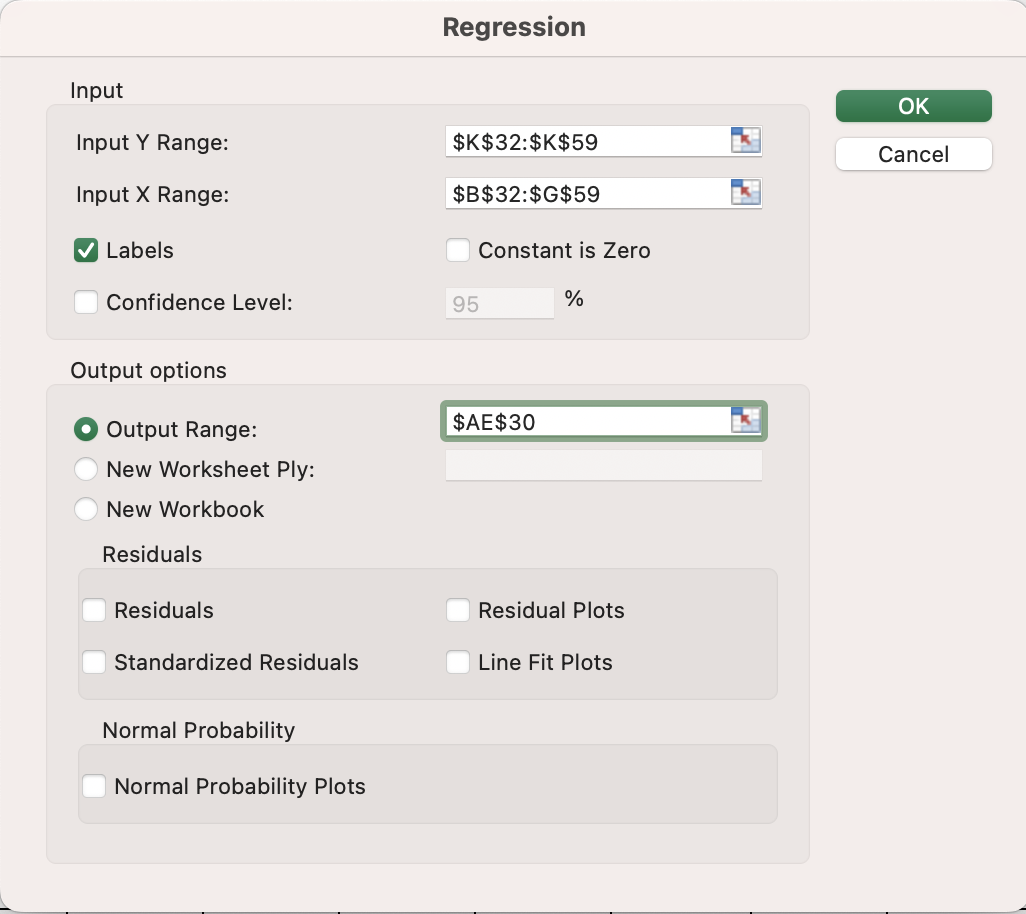 Regression
Input
OK
Input Y Range: $K$32:$K$59
Cancel
Input X Range: $B$32:$G$59
Labels Constant is Zero
Confidence Level: 95 %
Output options
Output Range: $AE$30
New Worksheet Ply:
New Workbook
Residuals
Residuals Residual Plots
Standardized Residuals Line Fit Plots
Normal Probability
Normal Probability Plots